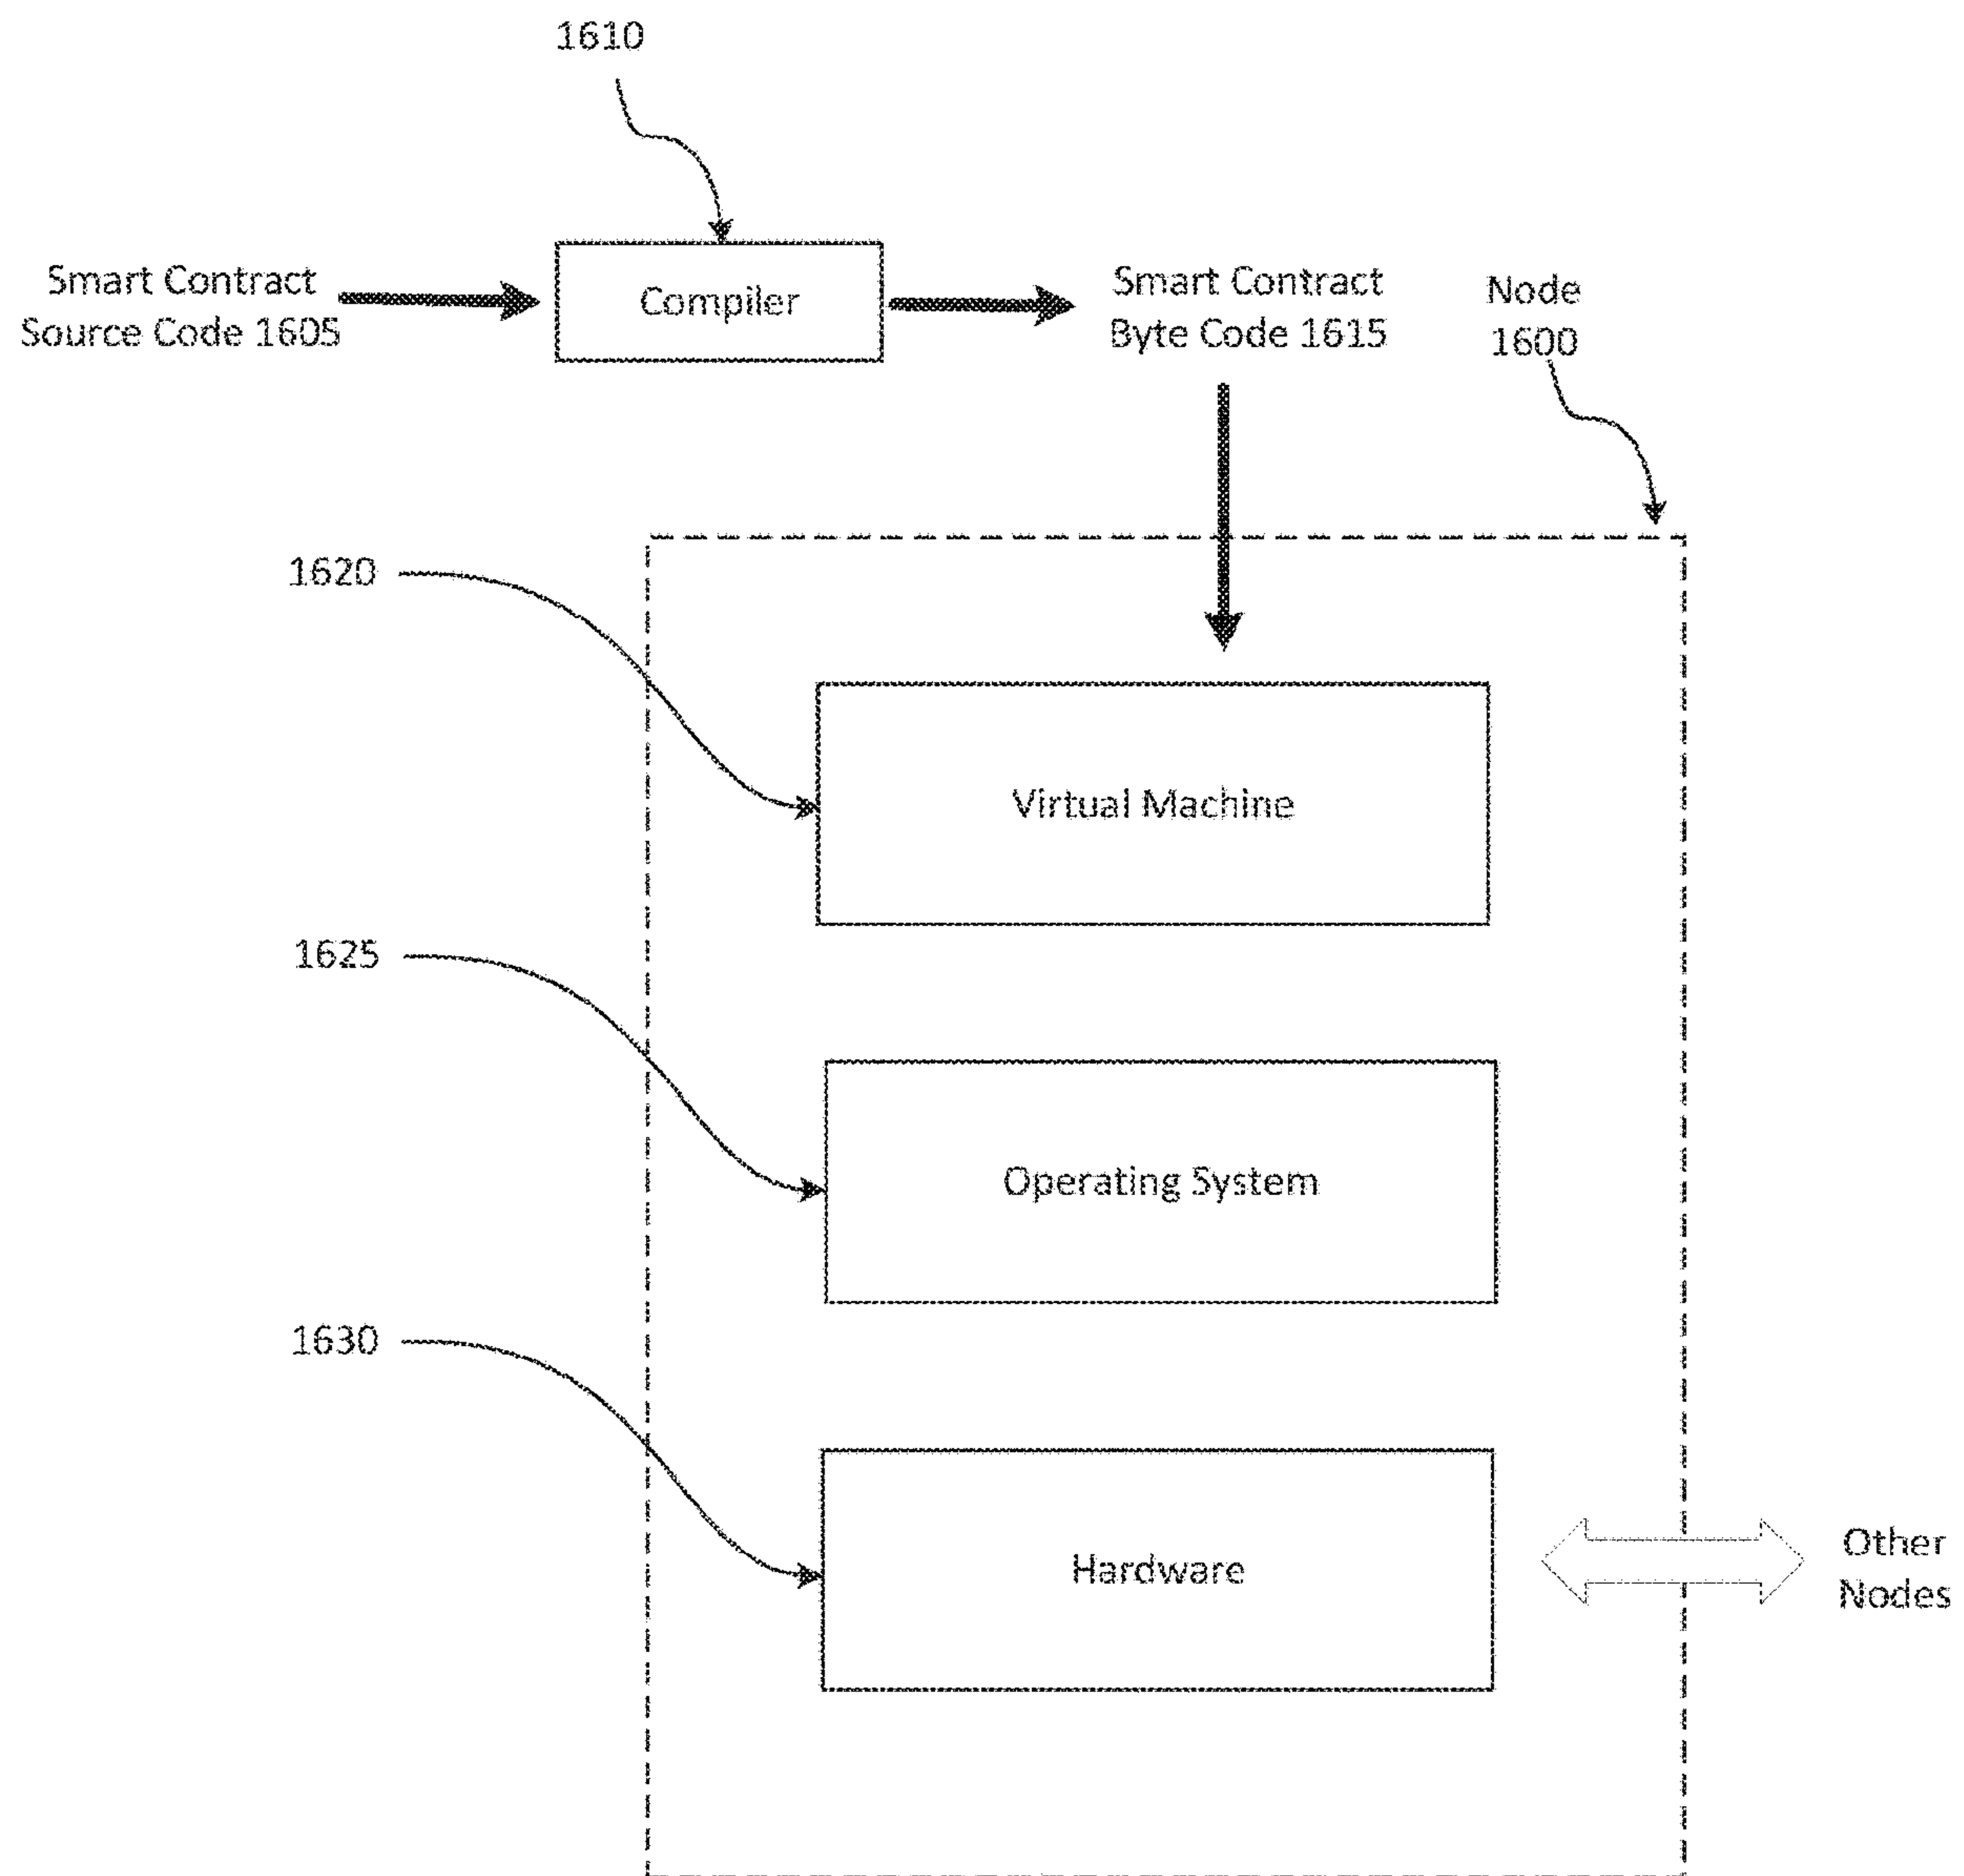 1610
Smart Contract
Source Code 1605
Compiler
Smart Contract
Byte Code 1615
Node
1600
1620
Virtual Machine
1625
Operating System
1630
Hardware
Other
Nodes